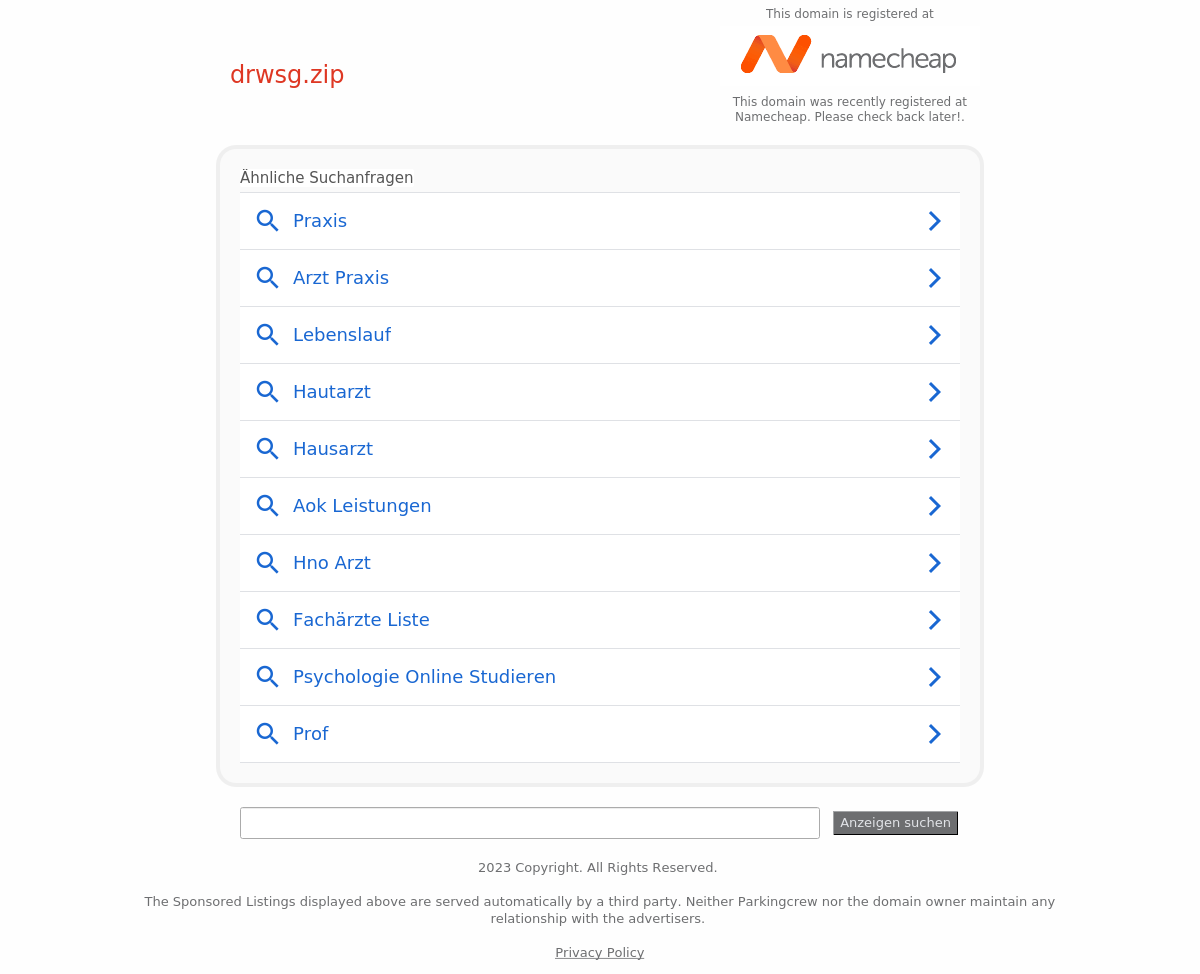 This domain is registered at
namecheap
drwsg.zip
This domain was recently registered at
Namecheap. Please check back later!.
Ähnliche Suchanfragen
Praxis
Arzt Praxis
Lebenslauf
Hautarzt
Hausarzt
Aok Leistungen
Hno Arzt
Fachärzte Liste
Psychologie Online Studieren
Prof
Anzeigen suchen
2023 Copyright. All Rights Reserved.
The Sponsored Listings displayed above are served automatically by a third party. Neither Parkingcrew nor the domain owner maintain any
relationship with the advertisers.
Privacy Policy